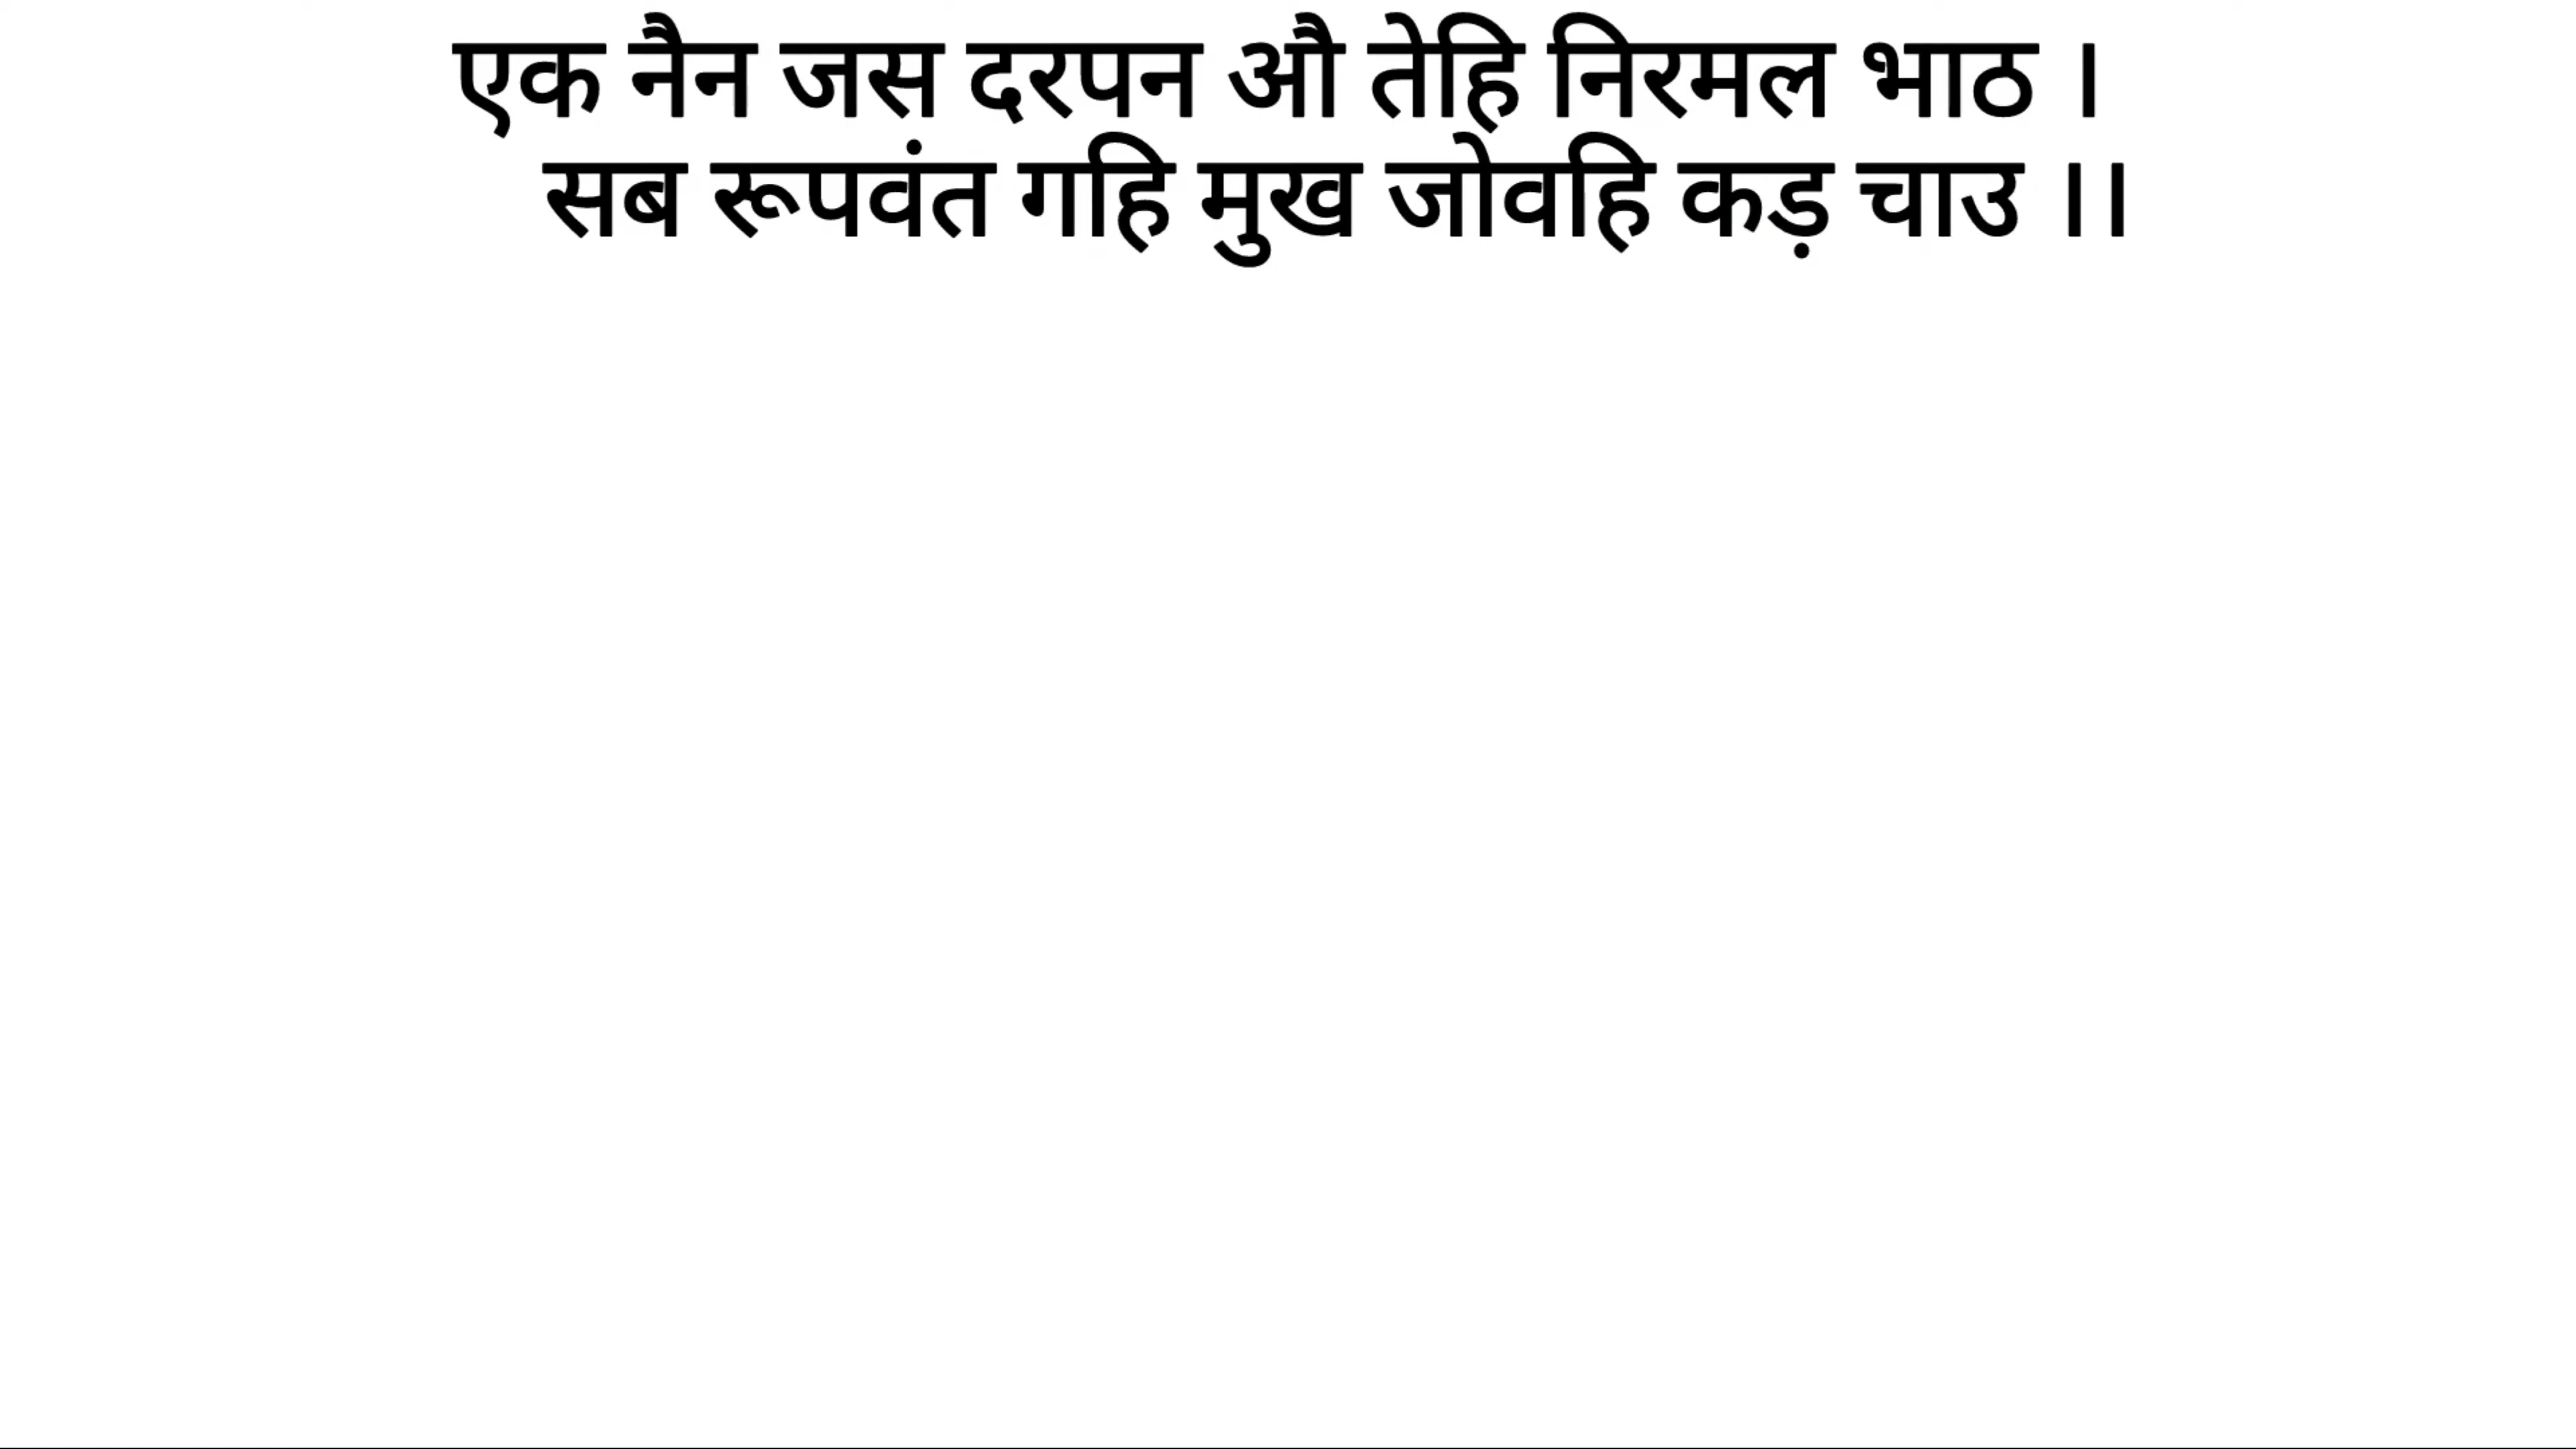 एक नैन जस दरपन औ तेहि निरमल भाठ ।
सब रूपवंत गहि मुख जोवहि कड़ चाउ ।।